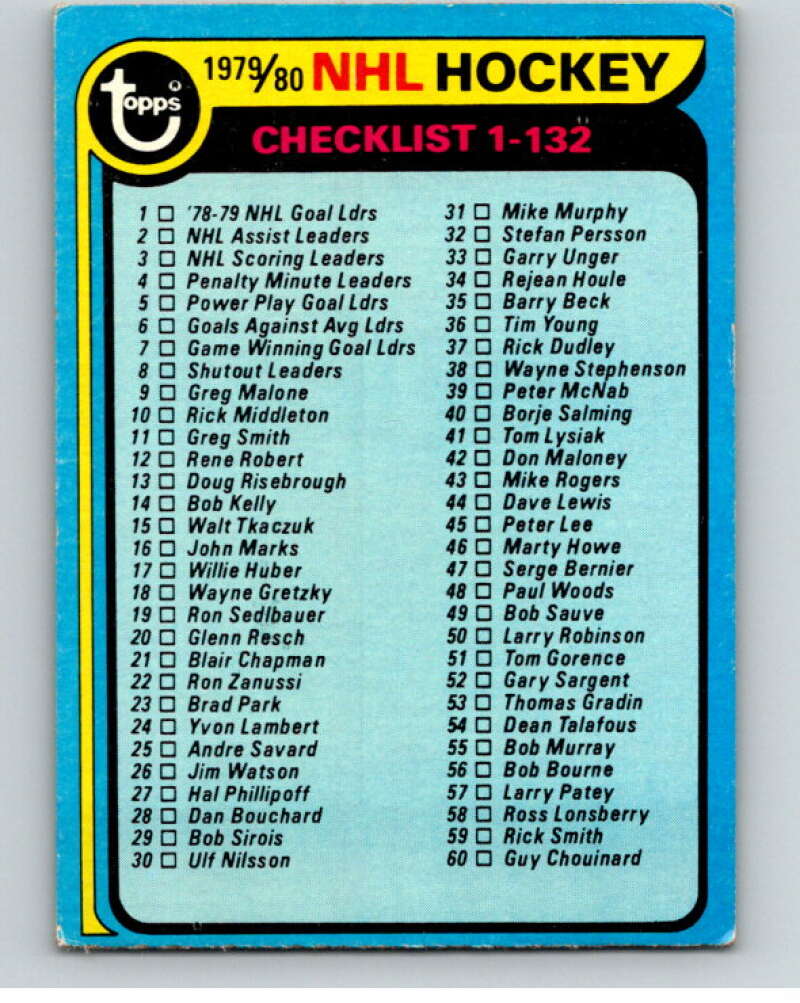 Topps ®
1979/80 NHL HOCKEY
CHECKLIST 1-132
1 □ '78-79 NHL Goal Ldrs
2 □ NHL Assist Leaders
3 □ NHL Scoring Leaders
4 □ Penalty Minute Leaders
5 □ Power Play Goal Ldrs
6 □ Goals Against Avg Ldrs
7 □ Game Winning Goal Ldrs
8 □ Shutout Leaders
9 □ Greg Malone
10 □ Rick Middleton
11 □ Greg Smith
12 □ Rene Robert
13 □ Doug Risebrough
14 □ Bob Kelly
15 □ Walt Tkaczuk
16 □ John Marks
17 □ Willie Huber
18 □ Wayne Gretzky
19 □ Ron Sedlbauer
20 □ Glenn Resch
21 □ Blair Chapman
22 □ Ron Zanussi
23 □ Brad Park
24 □ Yvon Lambert
25 □ Andre Savard
26 □ Jim Watson
27 □ Hal Phillipoff
28 □ Dan Bouchard
29 □ Bob Sirois
30 □ Ulf Nilsson
31 □ Mike Murphy
32 □ Stefan Persson
33 □ Garry Unger
34 □ Rejean Houle
35 □ Barry Beck
36 □ Tim Young
37 □ Rick Dudley
38 □ Wayne Stephenson
39 □ Peter McNab
40 □ Borje Salming
41 □ Tom Lysiak
42 □ Don Maloney
43 □ Mike Rogers
44 □ Dave Lewis
45 □ Peter Lee
46 □ Marty Howe
47 □ Serge Bernier
48 □ Paul Woods
49 □ Bob Sauve
50 □ Larry Robinson
51 □ Tom Gorence
52 □ Gary Sargent
53 □ Thomas Gradin
54 □ Dean Talafous
55 □ Bob Murray
56 □ Bob Bourne
57 □ Larry Patey
58 □ Ross Lonsberry
59 □ Rick Smith
60 □ Guy Chouinard